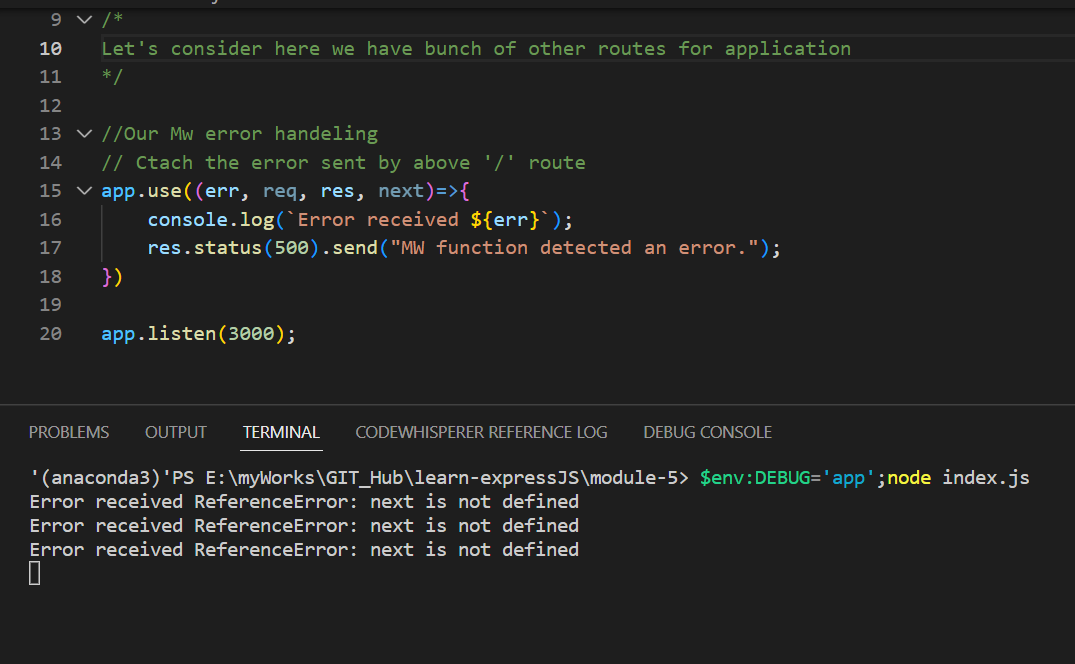 9 /*
10 Let's consider here we have bunch of other routes for application
11 */
12
13 //Our Mw error handeling
14 // Ctach the error sent by above '/' route
15 app.use((err, req, res, next)=>{
16 console.log(`Error received ${err}`);
17 res.status(500).send("MW function detected an error.");
18 })
19
20 app.listen(3000);
PROBLEMS OUTPUT TERMINAL CODEWHISPERER REFERENCE LOG DEBUG CONSOLE
'(anaconda3)'PS E:\myWorks\GIT_Hub\learn-expressJS\module-5> $env:DEBUG='app';node index.js
Error received ReferenceError: next is not defined
Error received ReferenceError: next is not defined
Error received ReferenceError: next is not defined